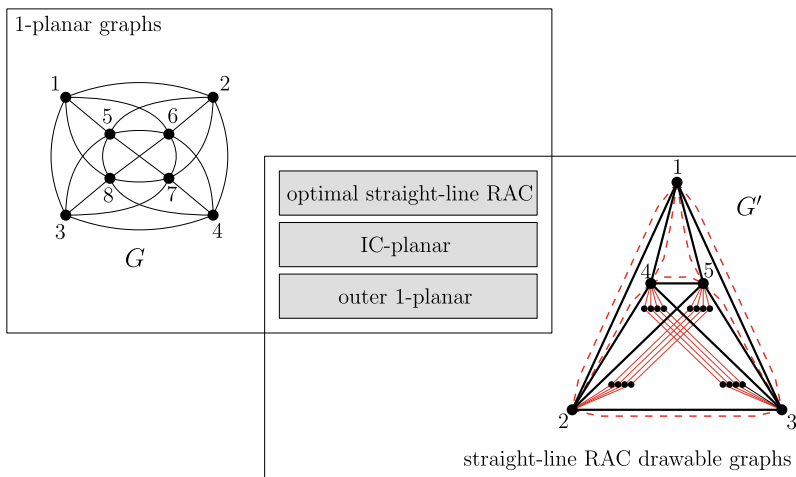 1-planar graphs
1 2
5 6
8 7
3 4
G
optimal straight-line RAC
IC-planar
outer 1-planar
1
G′
4 5
2 3
straight-line RAC drawable graphs